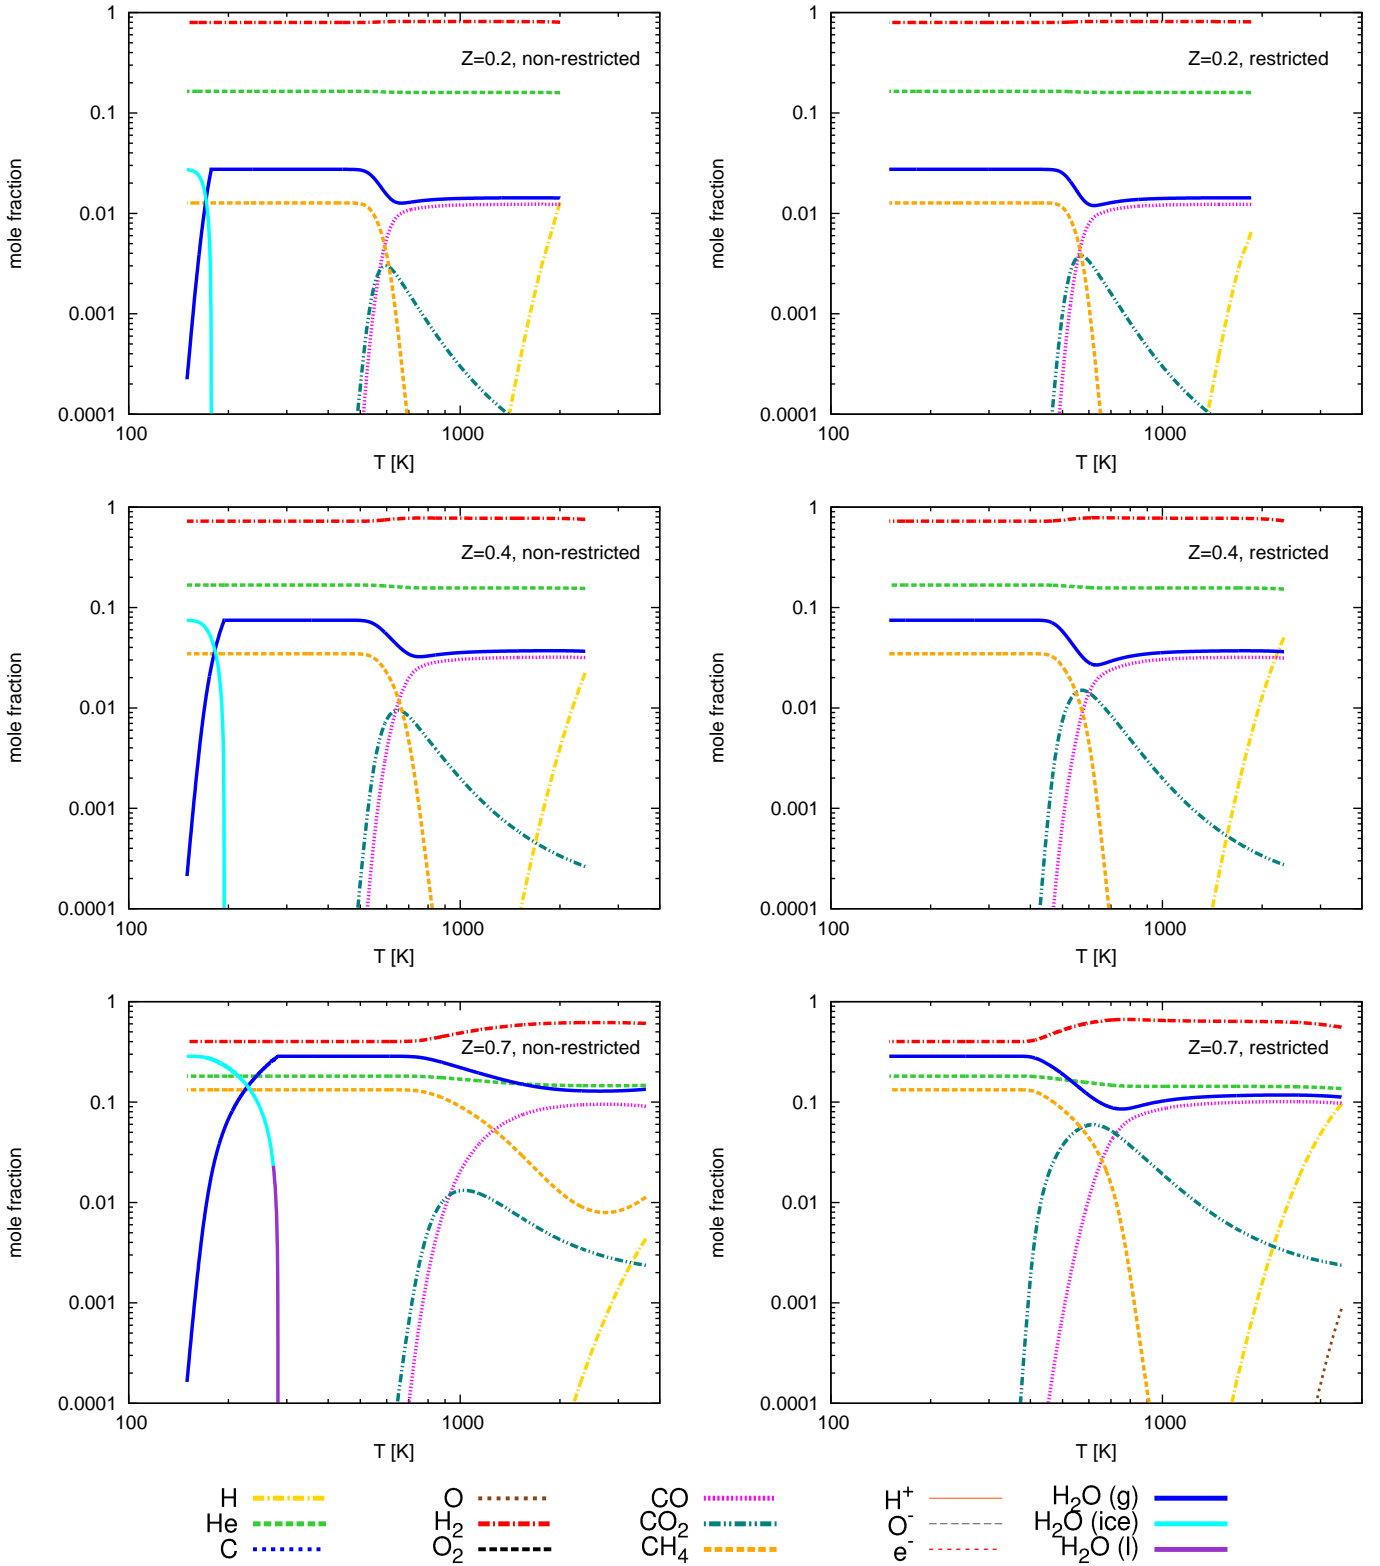 1
0.1
0.01
0.001
0.0001
mole fraction
Z=0.2, non-restricted
100
1000
T [K]
1
0.1
0.01
0.001
0.0001
mole fraction
Z=0.2, restricted
100
1000
T [K]
1
0.1
0.01
0.001
0.0001
mole fraction
Z=0.4, non-restricted
100
1000
T [K]
1
0.1
0.01
0.001
0.0001
mole fraction
Z=0.4, restricted
100
1000
T [K]
1
0.1
0.01
0.001
0.0001
mole fraction
Z=0.7, non-restricted
100
1000
T [K]
1
0.1
0.01
0.001
0.0001
mole fraction
Z=0.7, restricted
100
1000
T [K]
H
He
C
O
H₂
O₂
CO
CO₂
CH₄
H⁺
O⁻
e⁻
H₂O (g)
H₂O (ice)
H₂O (l)